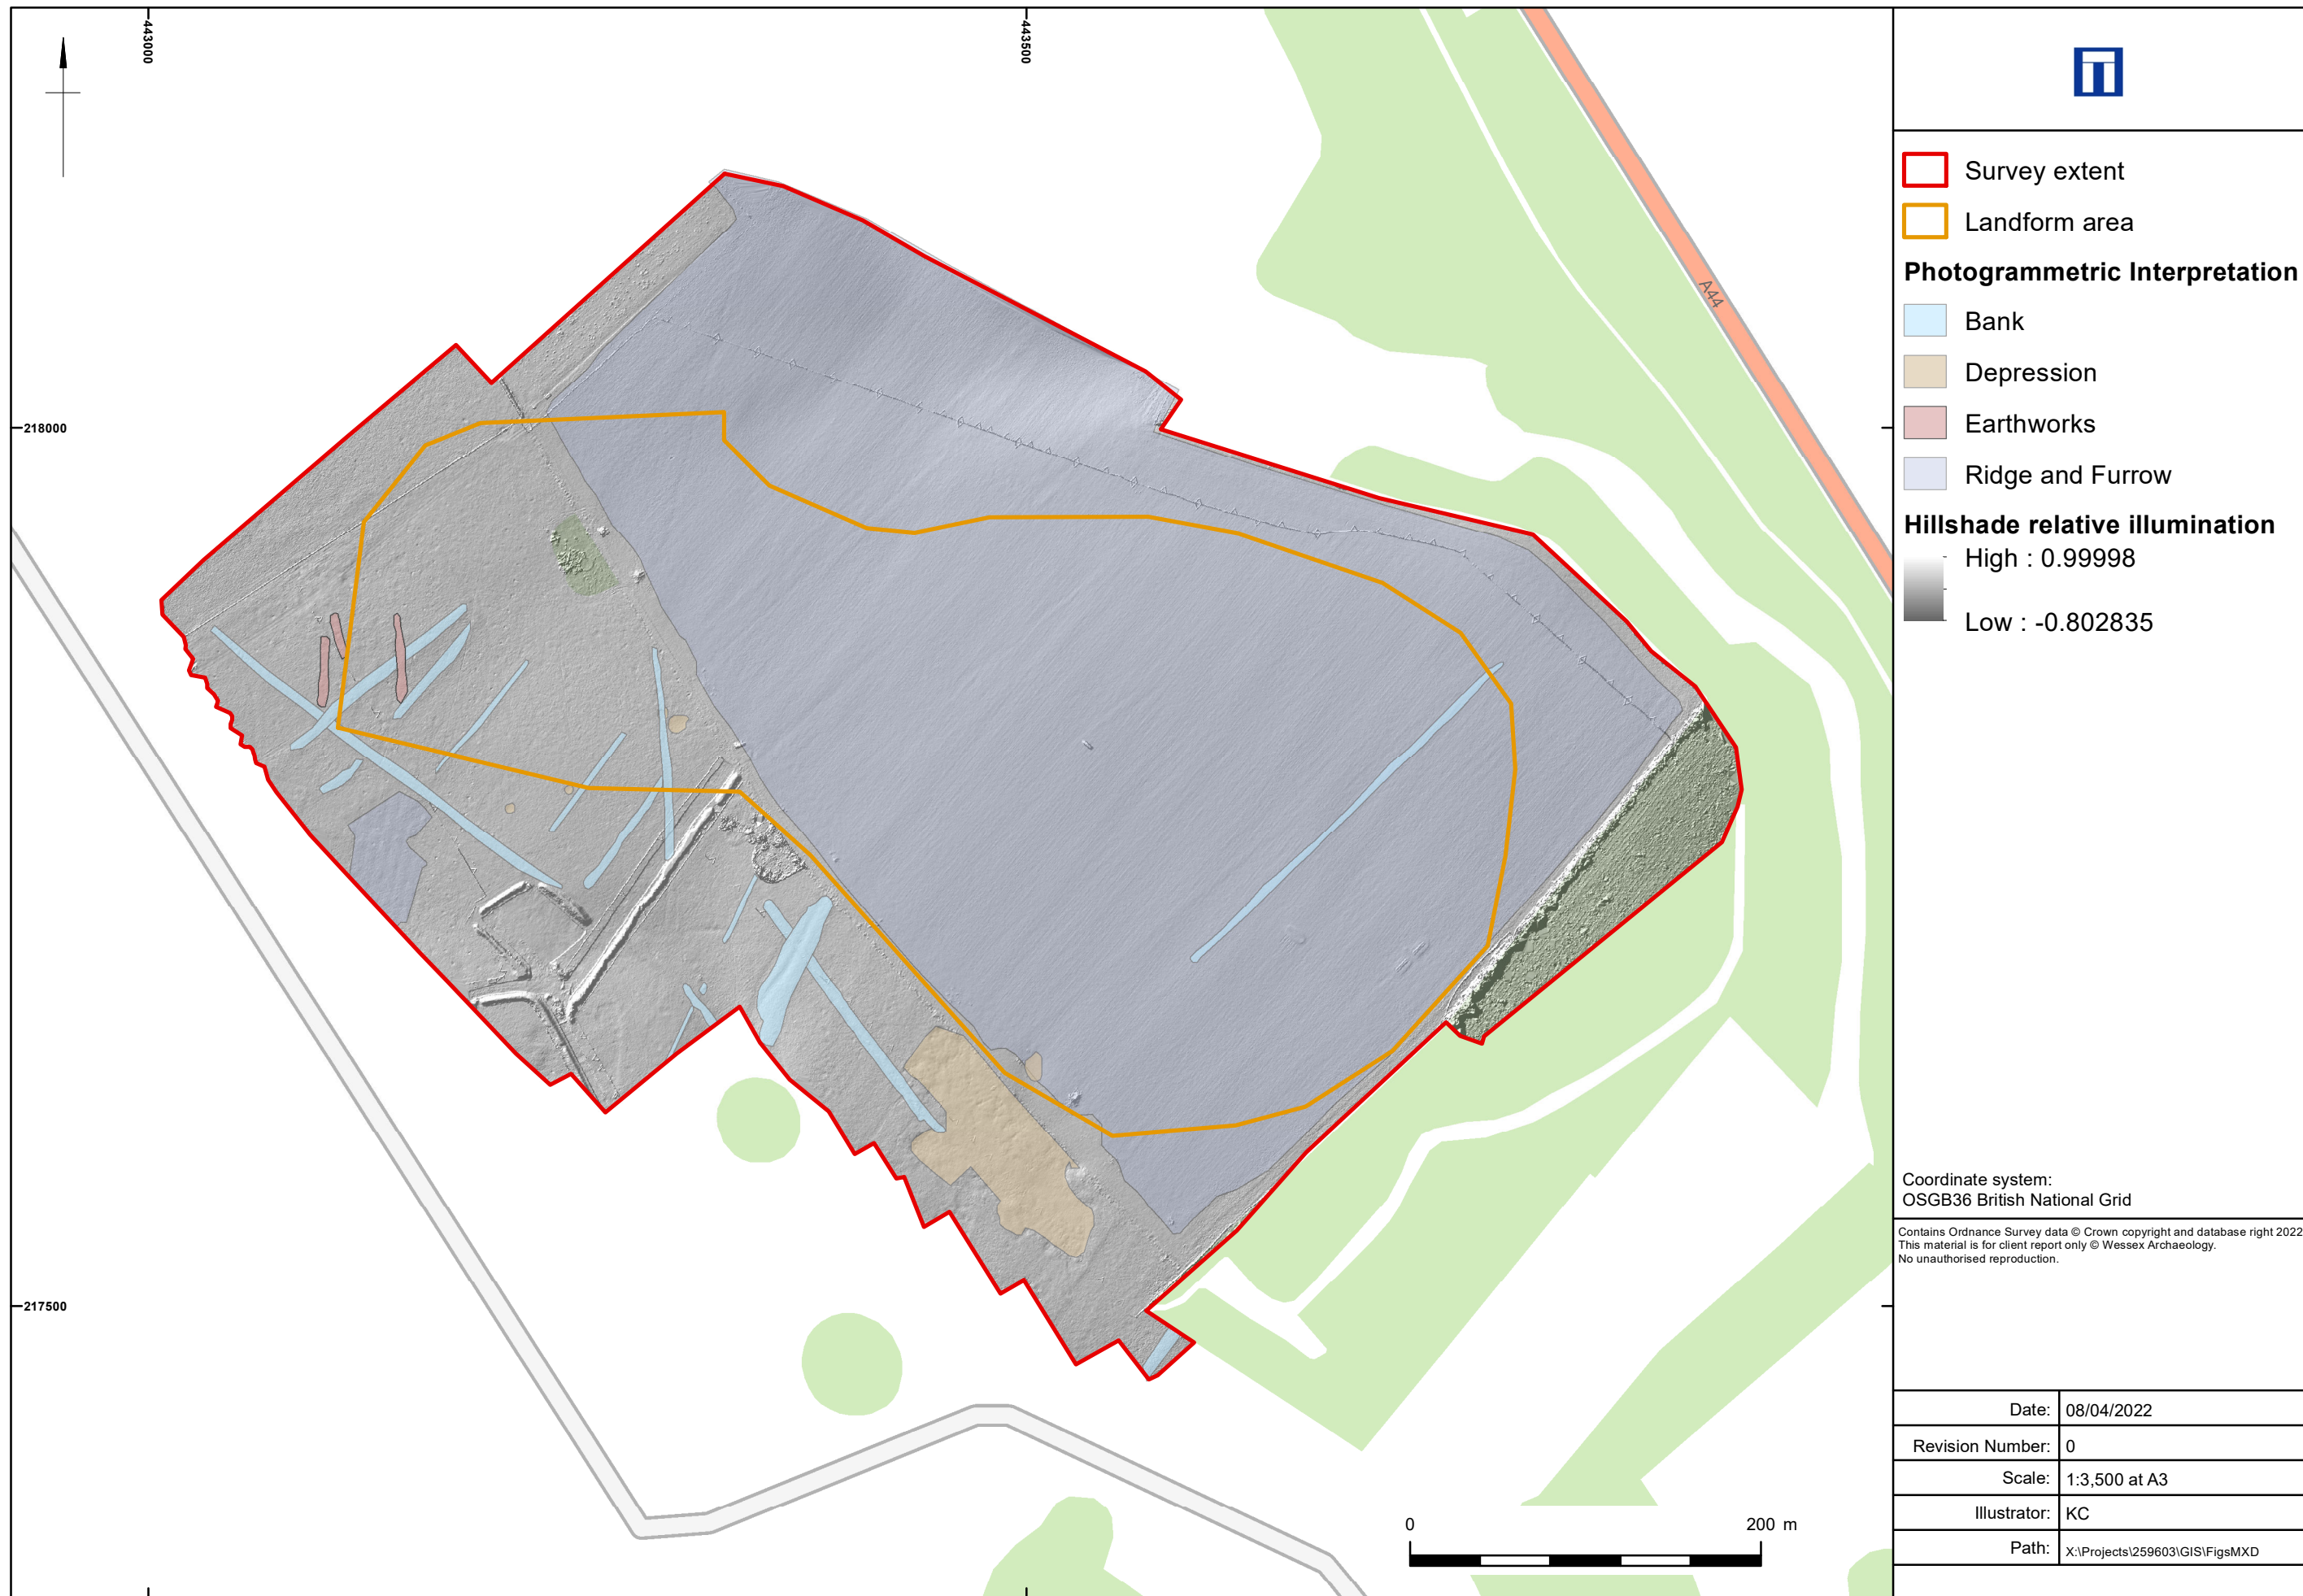 443000
443500
218000
217500
A44
0
200 m
Survey extent
Landform area
Photogrammetric Interpretation
Bank
Depression
Earthworks
Ridge and Furrow
Hillshade relative illumination
High : 0.99998
Low : -0.802835
Coordinate system:
OSGB36 British National Grid
Contains Ordnance Survey data © Crown copyright and database right 2022
This material is for client report only © Wessex Archaeology.
No unauthorised reproduction.
Date: 08/04/2022
Revision Number: 0
Scale: 1:3,500 at A3
Illustrator: KC
Path: X:\Projects\259603\GIS\FigsMXD